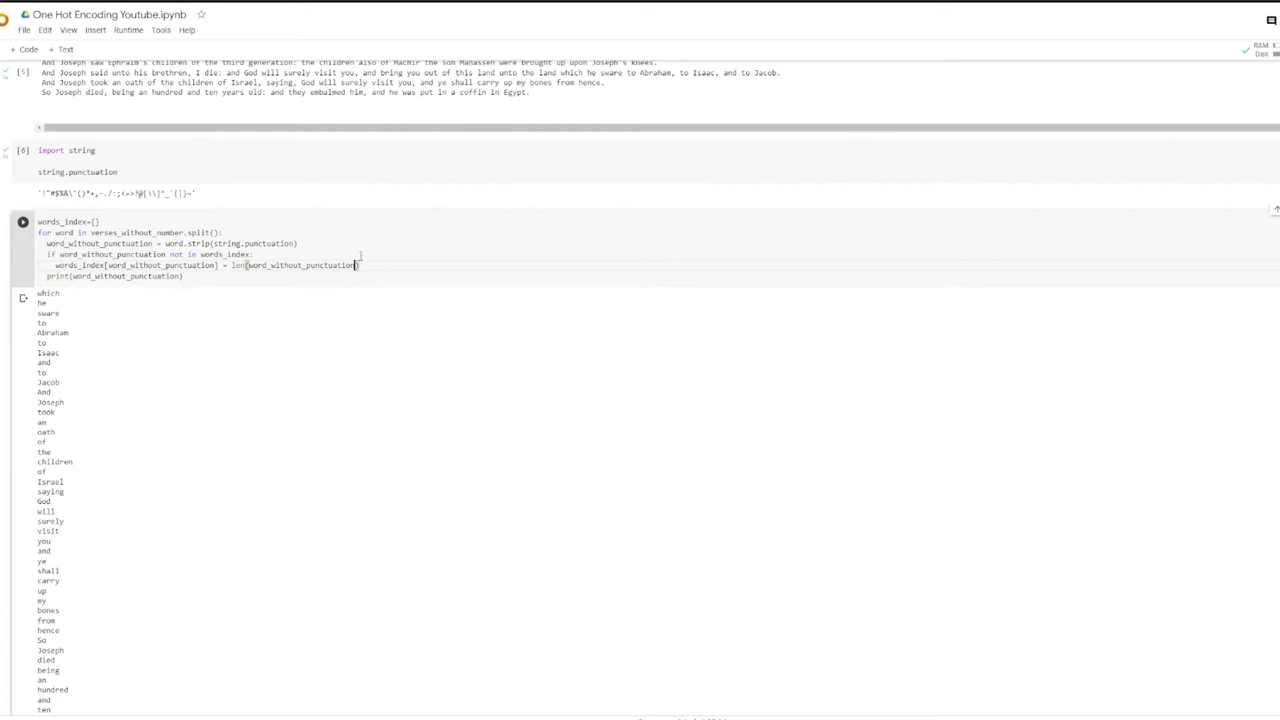 One Hot Encoding Youtube.ipynb
File Edit View Insert Runtime Tools Help
+ Code + Text
RAM
Disk
And Joseph saw Ephraim's children of the third generation: the children also of Machir the son Manasseh were brought up upon Joseph's knees.
[5] And Joseph said unto his brethren, I die: and God will surely visit you, and bring you out of this land unto the land which he sware to Abraham, to Isaac, and to Jacob.
And Joseph took an oath of the children of Israel, saying, God will surely visit you, and ye shall carry up my bones from hence.
So Joseph died, being an hundred and ten years old: and they embalmed him, and he was put in a coffin in Egypt.
[6] import string
string.punctuation
'!"#$%&\'()*+,-./:;<=>?@[\\]^_`{|}~'
words_index={}
for word in verses_without_number.split():
word_without_punctuation = word.strip(string.punctuation)
if word_without_punctuation not in words_index:
words_index[word_without_punctuation] = len(word_without_punctuation)
print(word_without_punctuation)
which
he
sware
to
Abraham
to
Isaac
and
to
Jacob
And
Joseph
took
an
oath
of
the
children
of
Israel
saying
God
will
surely
visit
you
and
ye
shall
carry
up
my
bones
from
hence
So
Joseph
died
being
an
hundred
and
ten